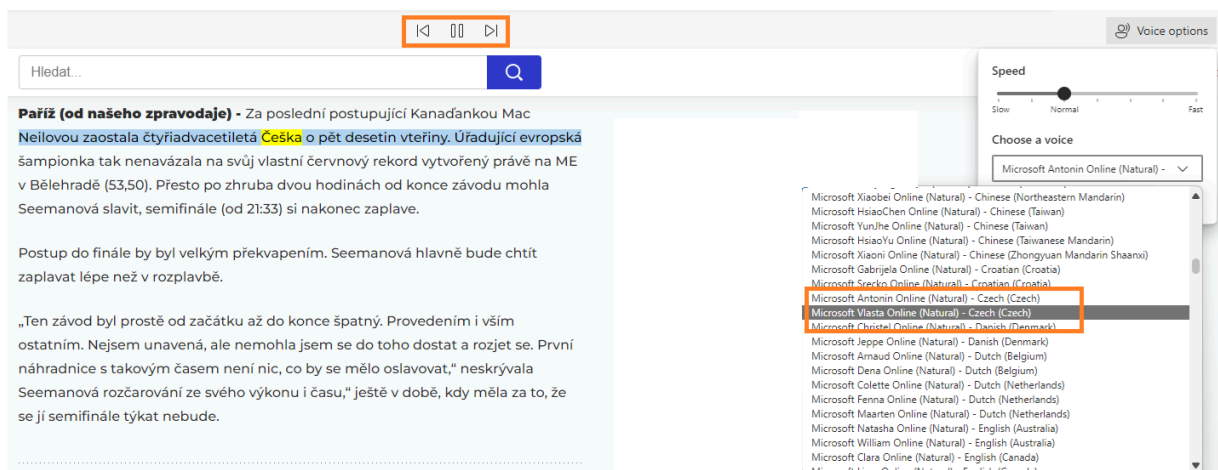 Voice options
Hledat...
Speed
Slow Normal Fast
Choose a voice
Microsoft Antonin Online (Natural) -
Paříž (od našeho zpravodaje) - Za poslední postupující Kanaďankou Mac
Neilovou zaostala čtyřiadvacetiletá Češka o pět desetin vteřiny. Úřadující evropská
šampionka tak nenavázala na svůj vlastní červnový rekord vytvořený právě na ME
v Bělehradě (53,50). Přesto po zhruba dvou hodinách od konce závodu mohla
Seemanová slavit, semifinále (od 21:33) si nakonec zaplave.
Postup do finále by byl velkým překvapením. Seemanová hlavně bude chtít
zaplavat lépe než v rozplavbě.
„Ten závod byl prostě od začátku až do konce špatný. Provedením i vším
ostatním. Nejsem unavená, ale nemohla jsem se do toho dostat a rozjet se. První
náhradnice s takovým časem není nic, co by se mělo oslavovat,“ neskrývala
Seemanová rozčarování ze svého výkonu i času,“ ještě v době, kdy měla za to, že
se jí semifinále týkat nebude.
Microsoft Xiaobei Online (Natural) - Chinese (Northeastern Mandarin)
Microsoft HsiaoChen Online (Natural) - Chinese (Taiwan)
Microsoft YunJhe Online (Natural) - Chinese (Taiwan)
Microsoft HsiaoYu Online (Natural) - Chinese (Taiwanese Mandarin)
Microsoft Xiaoni Online (Natural) - Chinese (Zhongyuan Mandarin Shaanxi)
Microsoft Gabrijela Online (Natural) - Croatian (Croatia)
Microsoft Srecko Online (Natural) - Croatian (Croatia)
Microsoft Antonin Online (Natural) - Czech (Czech)
Microsoft Vlasta Online (Natural) - Czech (Czech)
Microsoft Christel Online (Natural) - Danish (Denmark)
Microsoft Jeppe Online (Natural) - Danish (Denmark)
Microsoft Arnaud Online (Natural) - Dutch (Belgium)
Microsoft Dena Online (Natural) - Dutch (Belgium)
Microsoft Colette Online (Natural) - Dutch (Netherlands)
Microsoft Fenna Online (Natural) - Dutch (Netherlands)
Microsoft Maarten Online (Natural) - Dutch (Netherlands)
Microsoft Natasha Online (Natural) - English (Australia)
Microsoft William Online (Natural) - English (Australia)
Microsoft Clara Online (Natural) - English (Canada)